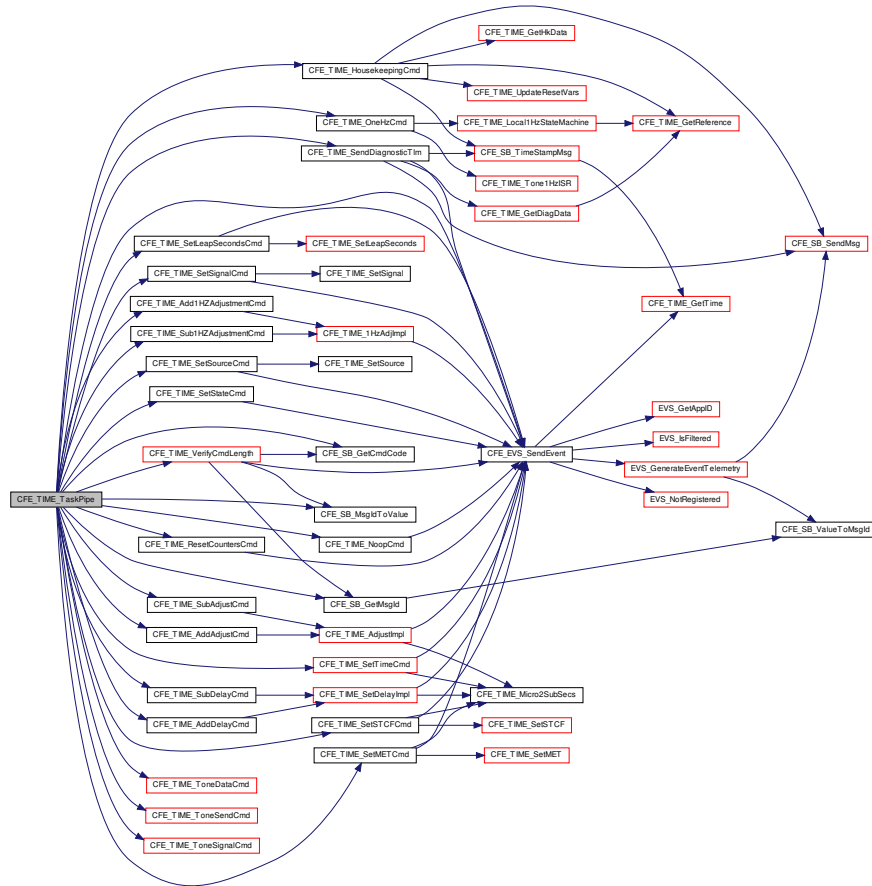 CFE_TIME_GetHkData
CFE_TIME_HousekeepingCmd
CFE_TIME_UpdateResetVars
CFE_TIME_OneHzCmd
CFE_TIME_Local1HzStateMachine
CFE_TIME_GetReference
CFE_TIME_SendDiagnosticTlm
CFE_SB_TimeStampMsg
CFE_TIME_Tone1HzISR
CFE_TIME_GetDiagData
CFE_TIME_SetLeapSecondsCmd
CFE_TIME_SetLeapSeconds
CFE_SB_SendMsg
CFE_TIME_SetSignalCmd
CFE_TIME_SetSignal
CFE_TIME_Add1HZAdjustmentCmd
CFE_TIME_GetTime
CFE_TIME_Sub1HZAdjustmentCmd
CFE_TIME_1HzAdjImpl
CFE_TIME_SetSourceCmd
CFE_TIME_SetSource
CFE_TIME_SetStateCmd
EVS_GetAppID
EVS_IsFiltered
CFE_TIME_VerifyCmdLength
CFE_SB_GetCmdCode
CFE_EVS_SendEvent
EVS_GenerateEventTelemetry
CFE_TIME_TaskPipe
EVS_NotRegistered
CFE_SB_MsgIdToValue
CFE_SB_ValueToMsgId
CFE_TIME_ResetCountersCmd
CFE_TIME_NoopCmd
CFE_TIME_SubAdjustCmd
CFE_SB_GetMsgId
CFE_TIME_AddAdjustCmd
CFE_TIME_AdjustImpl
CFE_TIME_SetTimeCmd
CFE_TIME_SubDelayCmd
CFE_TIME_SetDelayImpl
CFE_TIME_Micro2SubSecs
CFE_TIME_AddDelayCmd
CFE_TIME_SetSTCFCmd
CFE_TIME_SetSTCF
CFE_TIME_SetMETCmd
CFE_TIME_SetMET
CFE_TIME_ToneDataCmd
CFE_TIME_ToneSendCmd
CFE_TIME_ToneSignalCmd